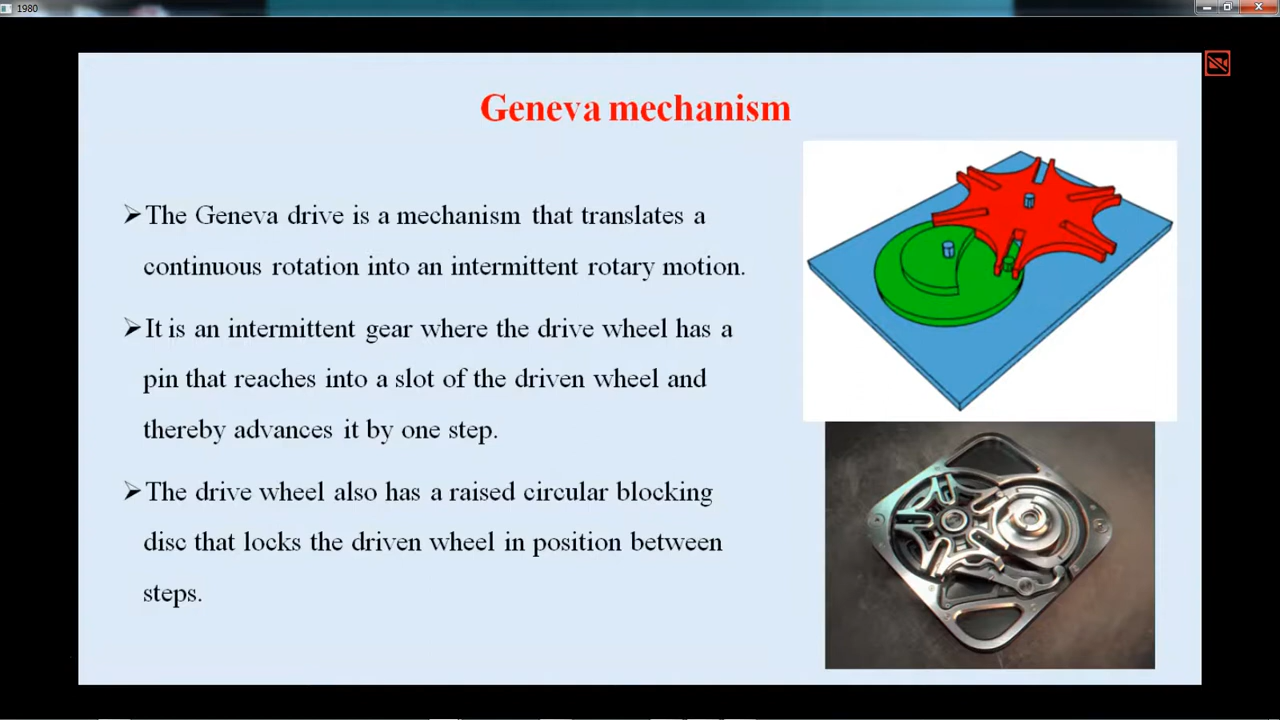 1980
Geneva mechanism
➢The Geneva drive is a mechanism that translates a
continuous rotation into an intermittent rotary motion.
➢It is an intermittent gear where the drive wheel has a
pin that reaches into a slot of the driven wheel and
thereby advances it by one step.
➢The drive wheel also has a raised circular blocking
disc that locks the driven wheel in position between
steps.